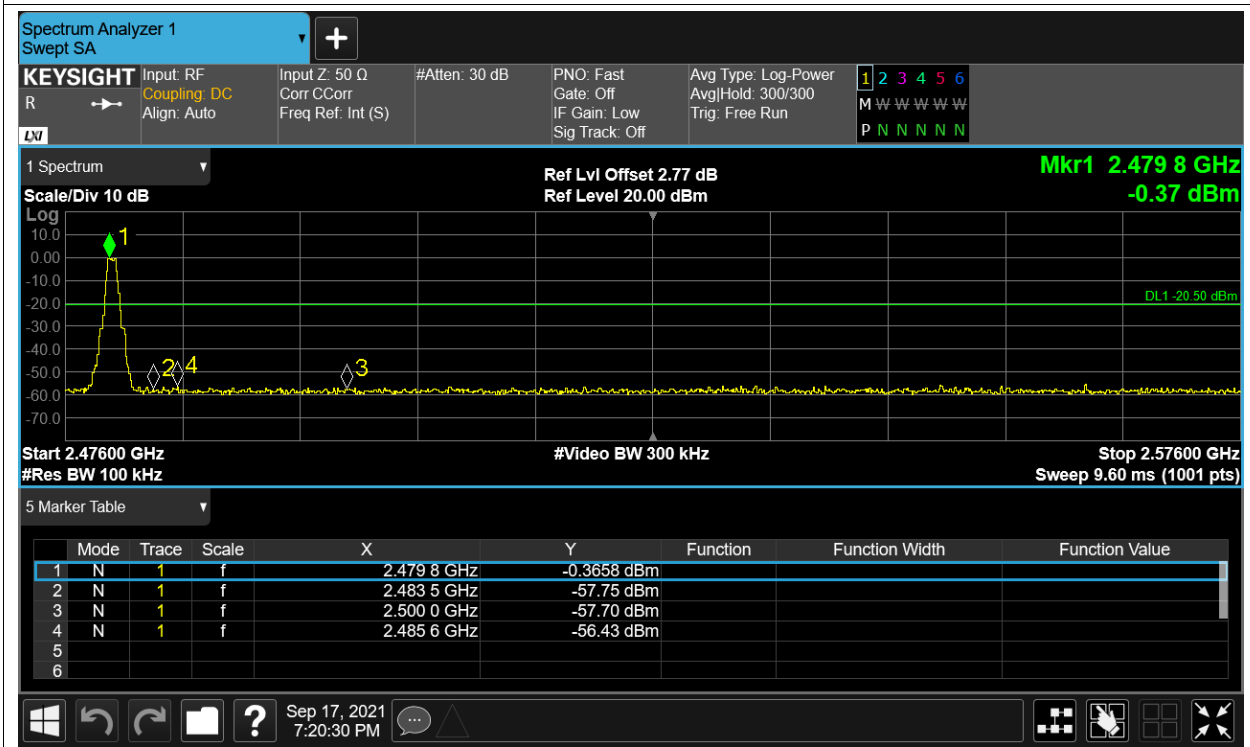 Spectrum Analyzer 1
Swept SA
+
KEYSIGHT Input: RF Input Z: 50 Ω #Atten: 30 dB PNO: Fast Avg Type: Log-Power 1 2 3 4 5 6
R Coupling: DC Corr CCorr Gate: Off Avg|Hold: 300/300 M W W W W W
Align: Auto Freq Ref: Int (S) IF Gain: Low Trig: Free Run
LXI Sig Track: Off P N N N N N
1 Spectrum Ref Lvl Offset 2.77 dB Mkr1 2.479 8 GHz
Scale/Div 10 dB Ref Level 20.00 dBm -0.37 dBm
Log
10.0 1
0.00
-10.0
-20.0 DL1 -20.50 dBm
-30.0
-40.0
-50.0 2 4 3
-60.0
-70.0
Start 2.47600 GHz #Video BW 300 kHz Stop 2.57600 GHz
#Res BW 100 kHz Sweep 9.60 ms (1001 pts)
5 Marker Table
Mode Trace Scale X Y Function Function Width Function Value
1 N 1 f 2.479 8 GHz -0.3658 dBm
2 N 1 f 2.483 5 GHz -57.75 dBm
3 N 1 f 2.500 0 GHz -57.70 dBm
4 N 1 f 2.485 6 GHz -56.43 dBm
5
6
? Sep 17, 2021
7:20:30 PM